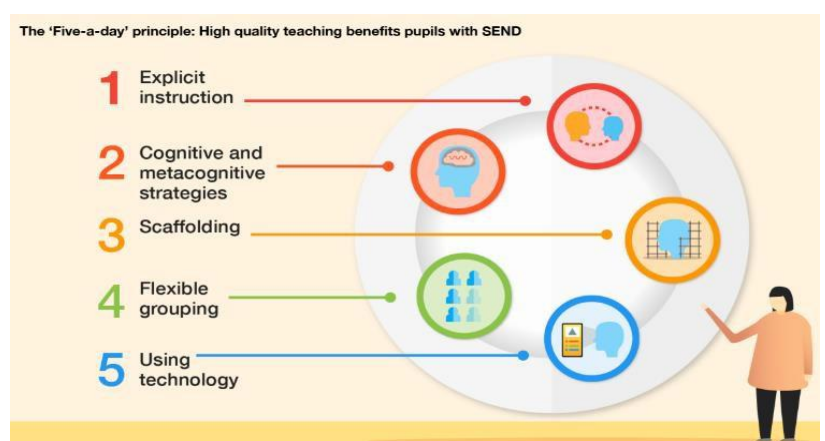 The ‘Five-a-day’ principle: High quality teaching benefits pupils with SEND
1 Explicit
instruction
2 Cognitive and
metacognitive
strategies
3 Scaffolding
4 Flexible
grouping
5 Using
technology